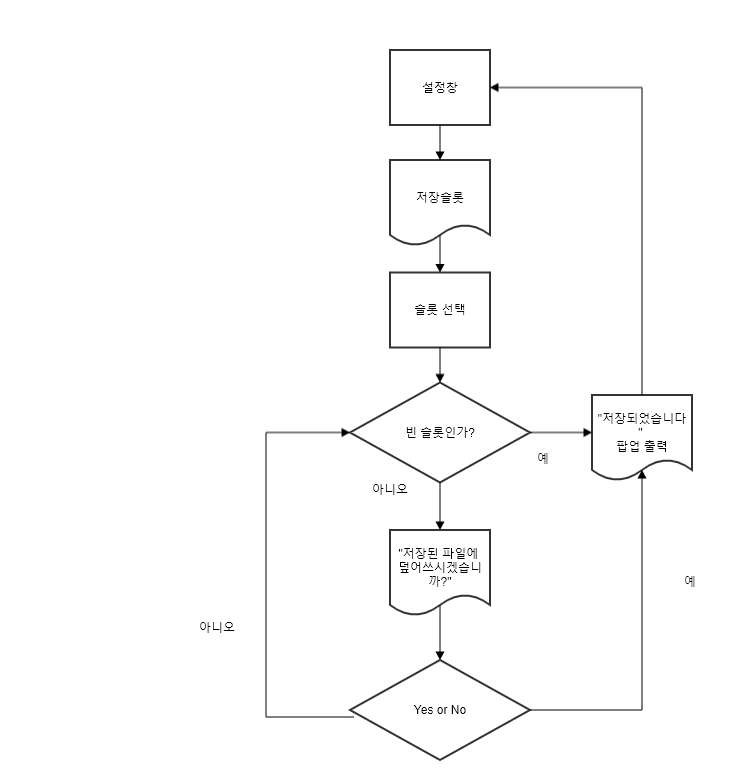 설정창
저장슬롯
슬롯 선택
빈 슬롯인가?
예
"저장되었습니다
"
팝업 출력
아니오
"저장된 파일에
덮어쓰시겠습니
까?"
예
아니오
Yes or No